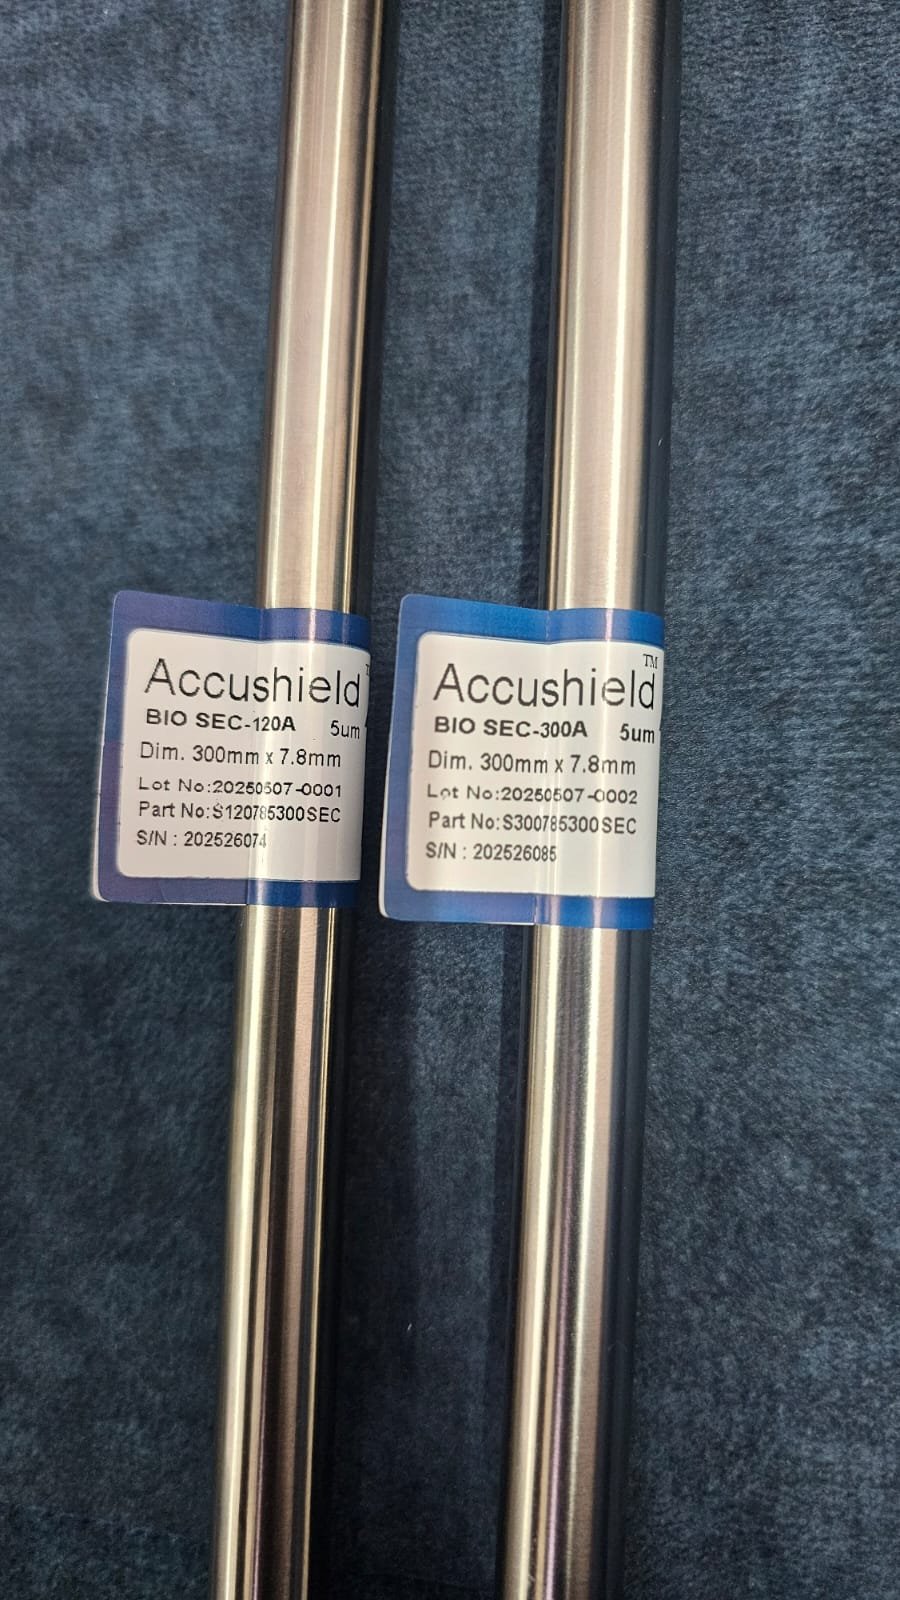 Accushield
BIO SEC-120A 5um
Dim. 300mm x 7.8mm
Lot No:20250507-0001
Part No:S120785300SEC
S/N : 202526074
Accushield™
BIO SEC-300A 5um
Dim. 300mm x 7.8mm
Lot No:20250507-0002
Part No:S300785300SEC
S/N : 202526085